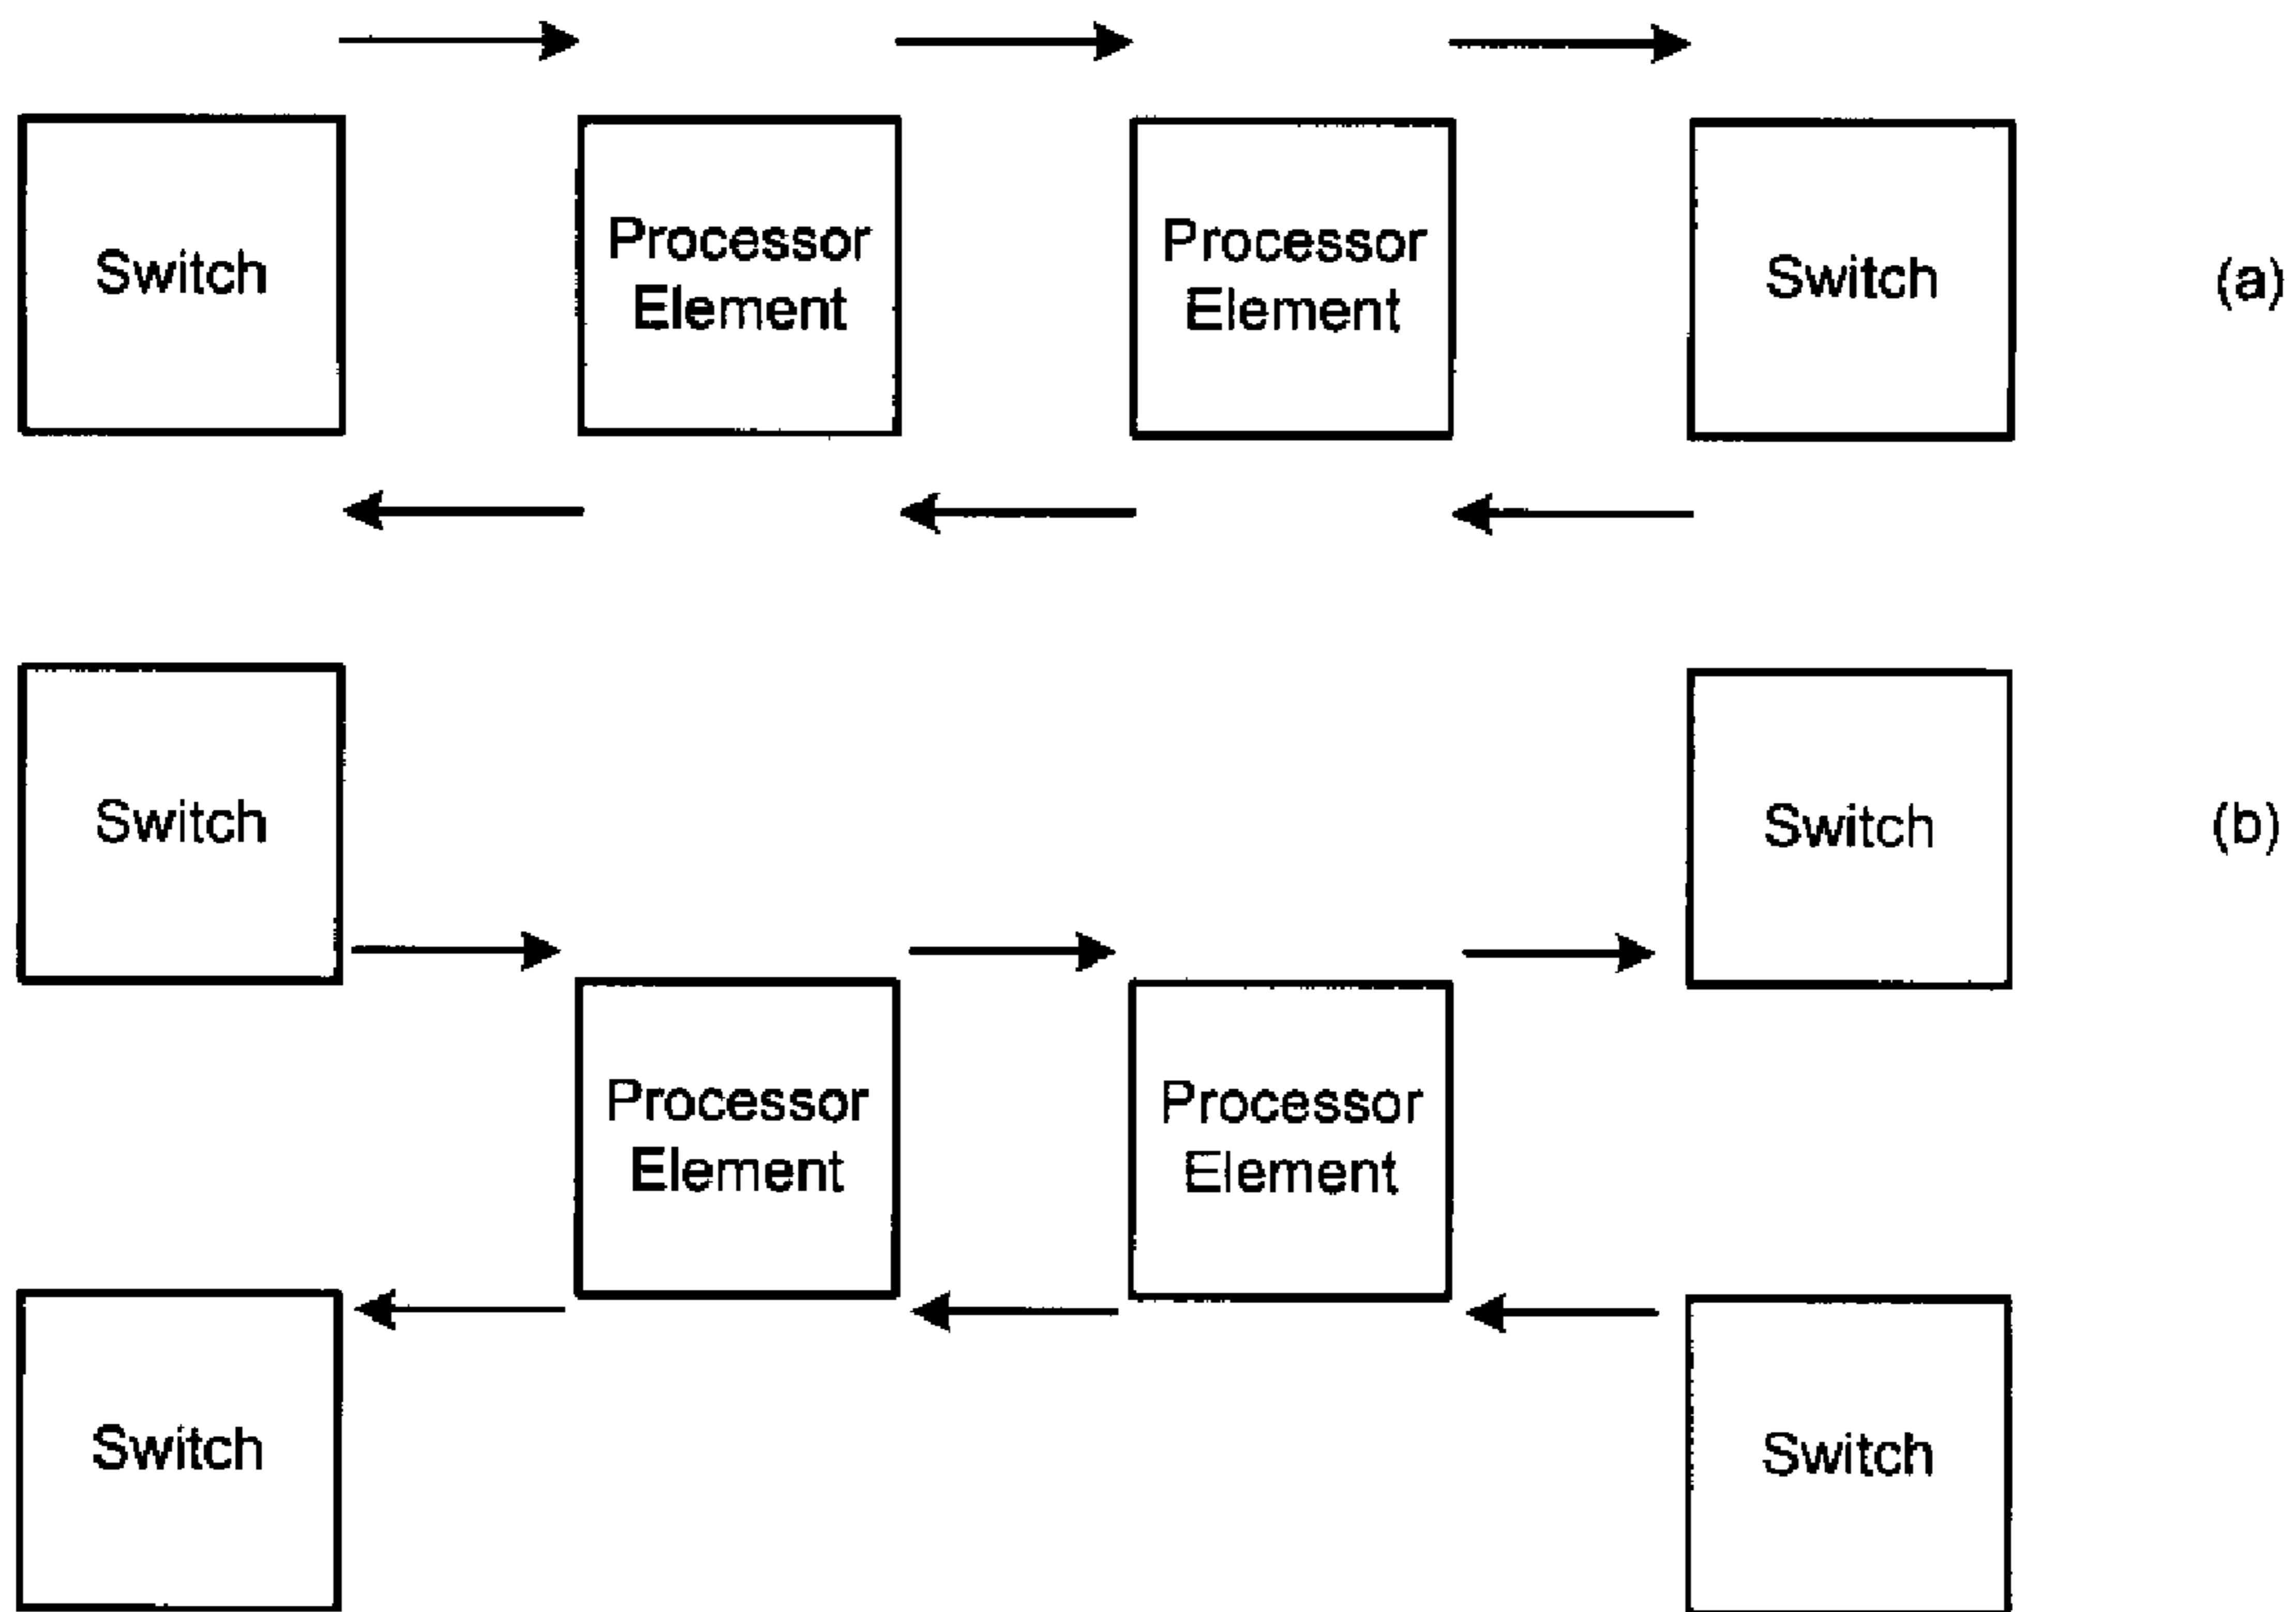 Switch
Processor
Element
Processor
Element
Switch
(a)
Switch
Switch
(b)
Processor
Element
Processor
Element
Switch
Switch